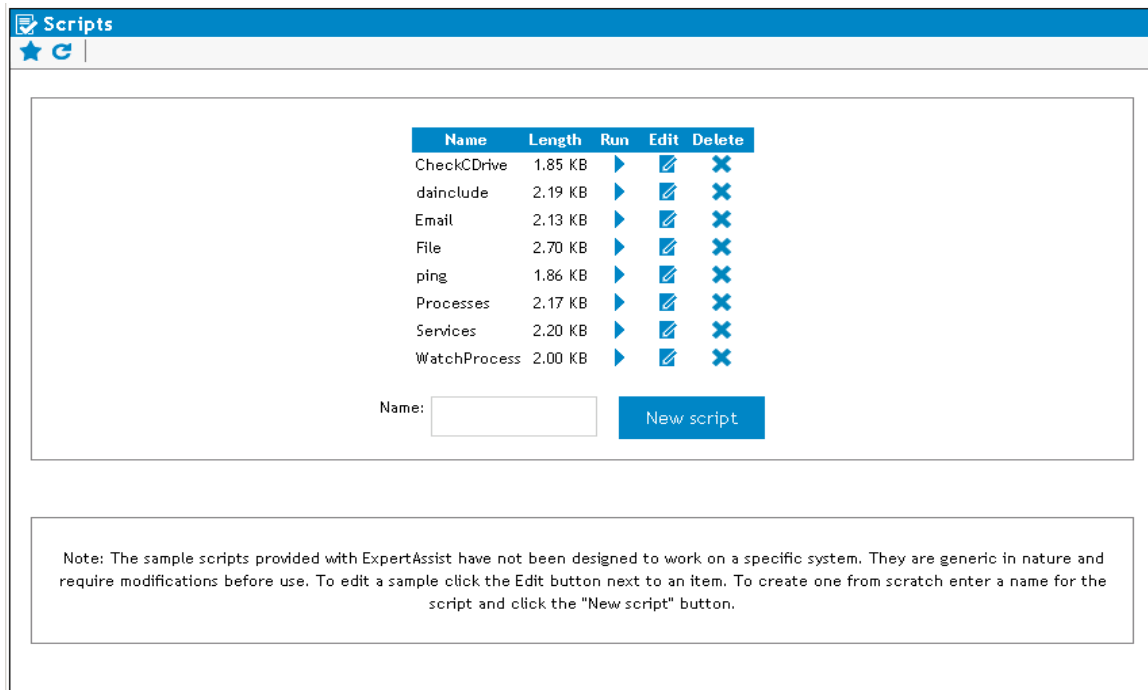 Scripts
Name Length Run Edit Delete
CheckCDrive 1.85 KB
dainclude 2.19 KB
Email 2.13 KB
File 2.70 KB
ping 1.86 KB
Processes 2.17 KB
Services 2.20 KB
WatchProcess 2.00 KB
Name: New script
Note: The sample scripts provided with ExpertAssist have not been designed to work on a specific system. They are generic in nature and
require modifications before use. To edit a sample click the Edit button next to an item. To create one from scratch enter a name for the
script and click the "New script" button.